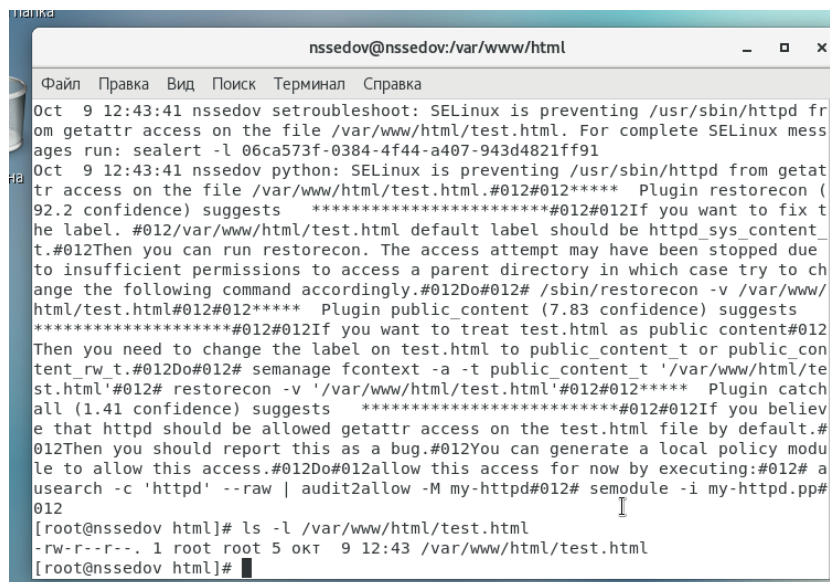 папка
nssedov@nssedov:/var/www/html
Файл Правка Вид Поиск Терминал Справка
Oct  9 12:43:41 nssedov setroubleshoot: SELinux is preventing /usr/sbin/httpd fr
om getattr access on the file /var/www/html/test.html. For complete SELinux mess
ages run: sealert -l 06ca573f-0384-4f44-a407-943d4821ff91
Oct  9 12:43:41 nssedov python: SELinux is preventing /usr/sbin/httpd from getat
tr access on the file /var/www/html/test.html.#012#012*****  Plugin restorecon (
92.2 confidence) suggests   ************************#012#012If you want to fix t
he label. #012/var/www/html/test.html default label should be httpd_sys_content_
t.#012Then you can run restorecon. The access attempt may have been stopped due 
to insufficient permissions to access a parent directory in which case try to ch
ange the following command accordingly.#012Do#012# /sbin/restorecon -v /var/www/
html/test.html#012#012*****  Plugin public_content (7.83 confidence) suggests   
********************#012#012If you want to treat test.html as public content#012
Then you need to change the label on test.html to public_content_t or public_con
tent_rw_t.#012Do#012# semanage fcontext -a -t public_content_t '/var/www/html/te
st.html'#012# restorecon -v '/var/www/html/test.html'#012#012*****  Plugin catch
all (1.41 confidence) suggests   **************************#012#012If you believ
e that httpd should be allowed getattr access on the test.html file by default.#
012Then you should report this as a bug.#012You can generate a local policy modu
le to allow this access.#012Do#012allow this access for now by executing:#012# a
usearch -c 'httpd' --raw | audit2allow -M my-httpd#012# semodule -i my-httpd.pp#
012
[root@nssedov html]# ls -l /var/www/html/test.html
-rw-r--r--. 1 root root 5 окт  9 12:43 /var/www/html/test.html
[root@nssedov html]#
на